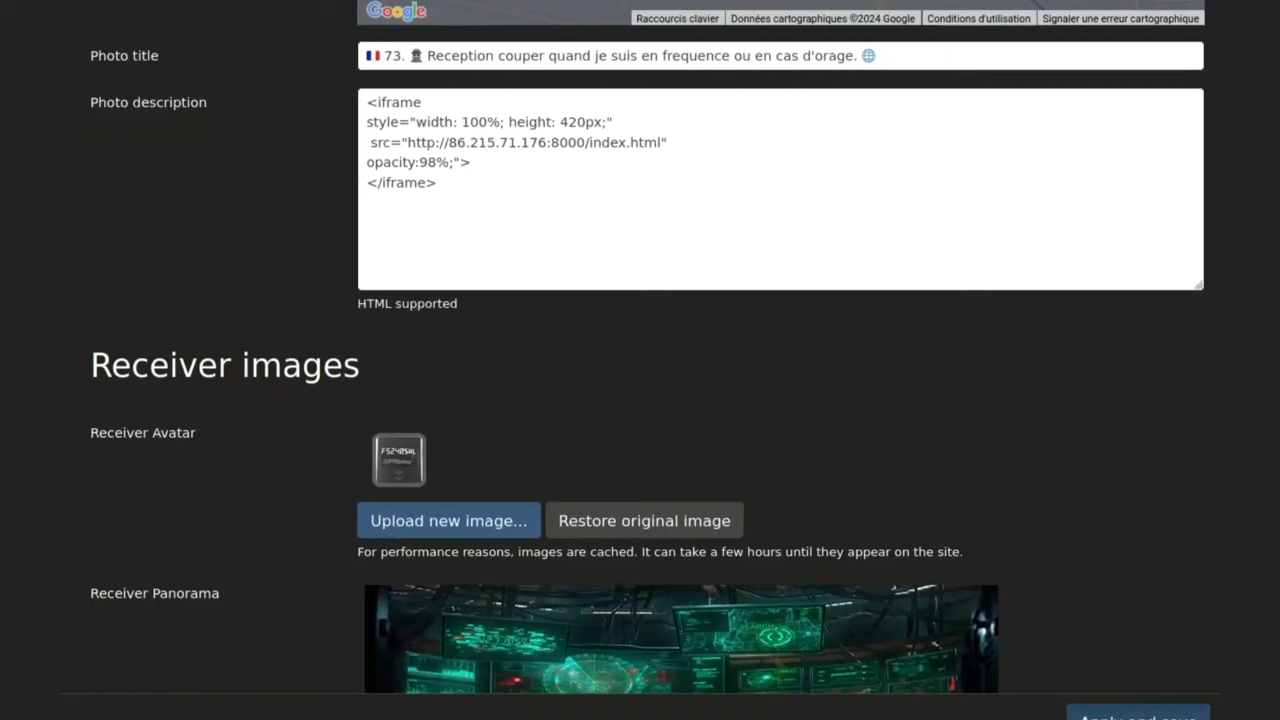 Google
Raccourcis clavier
Données cartographiques ©2024 Google
Conditions d'utilisation
Signaler une erreur cartographique
Photo title
🇫🇷 73. 🕵 Reception couper quand je suis en frequence ou en cas d'orage. 🌐
Photo description
<iframe
style="width: 100%; height: 420px;"
src="http://86.215.71.176:8000/index.html"
opacity:98%;">
</iframe>
HTML supported
Receiver images
Receiver Avatar
Upload new image...
Restore original image
For performance reasons, images are cached. It can take a few hours until they appear on the site.
Receiver Panorama
Apply and save